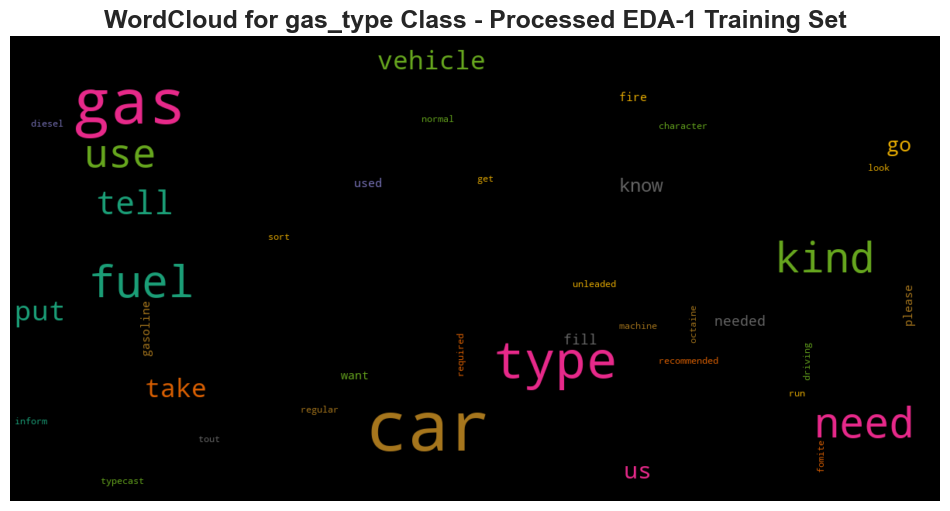 WordCloud for gas_type Class - Processed EDA-1 Training Set
vehicle
gas
fire
diesel
normal
character
use
go
look
get
used
know
tell
sort
kind
fuel
unleaded
please
put
gasoline
octaine
needed
machine
fill
required
type
recommended
driving
want
take
run
regular
car
need
inform
tout
fomite
us
typecast